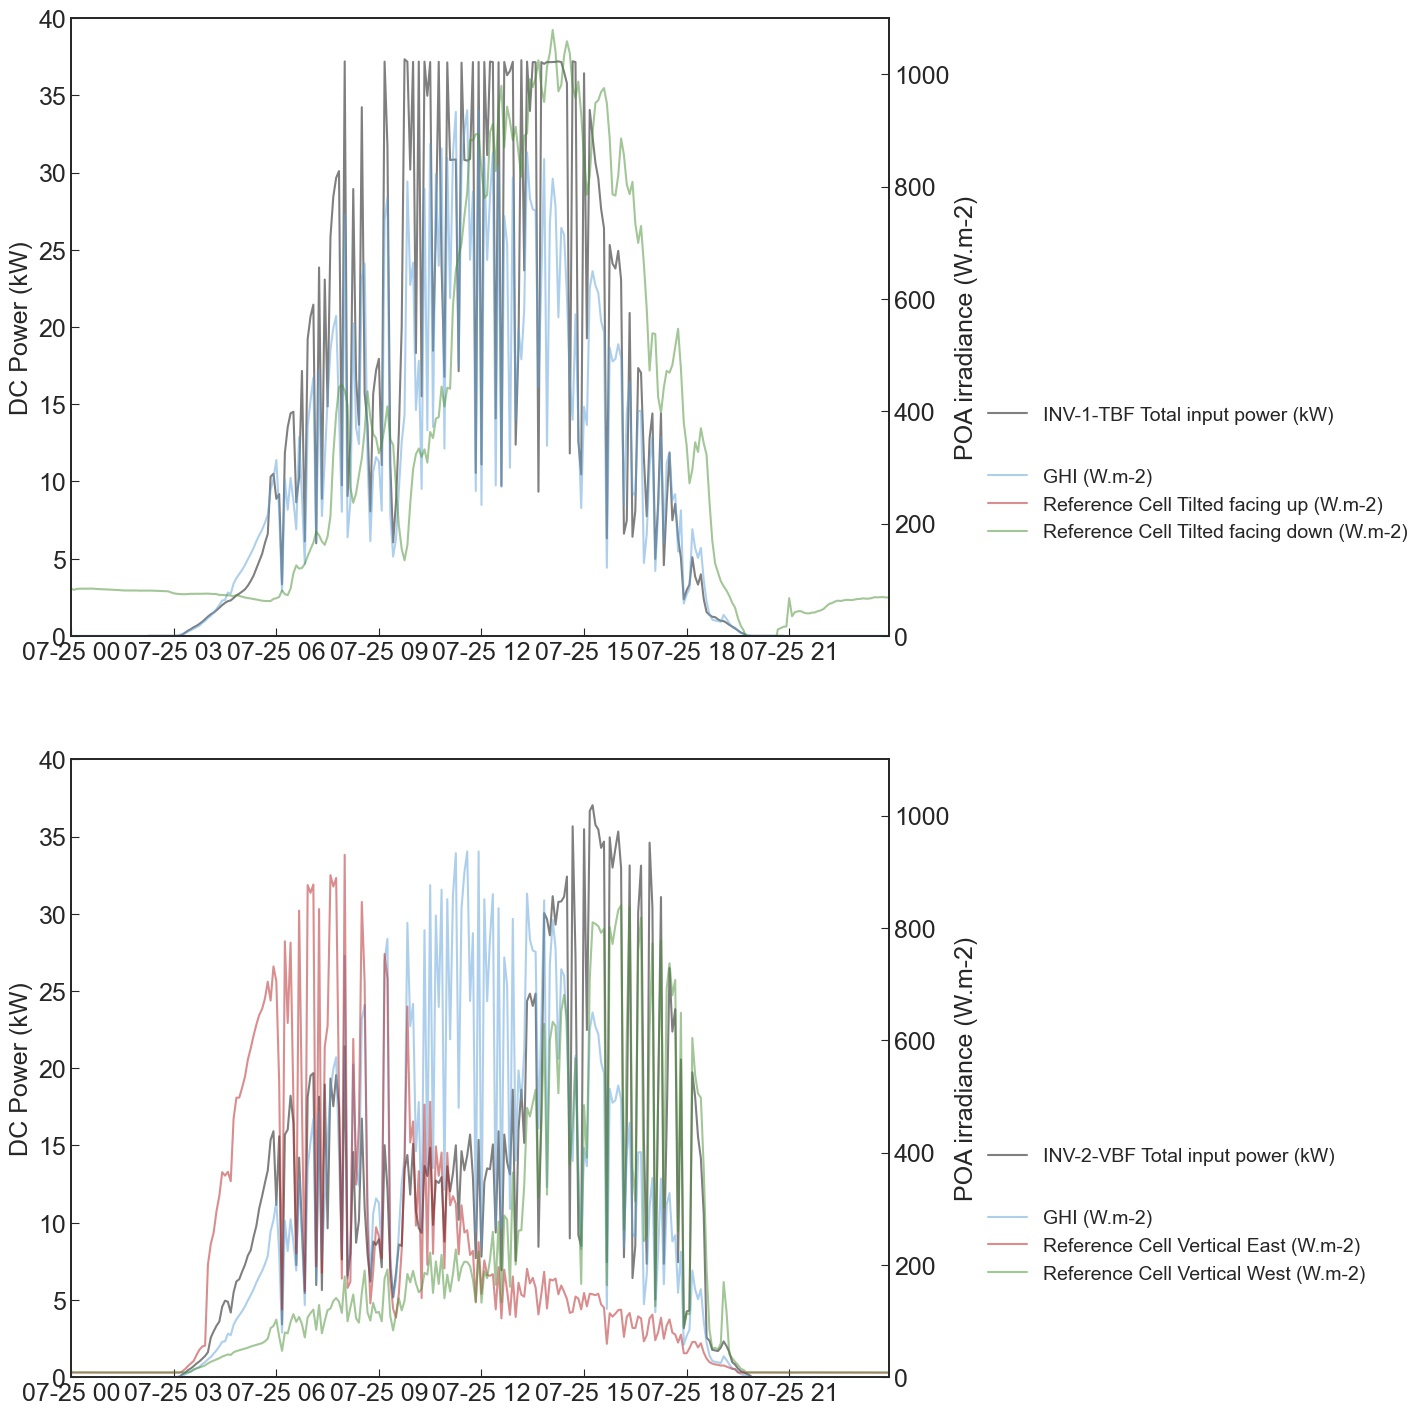 40
35
30
25
20
15
10
5
0
DC Power (kW)
1000
800
600
400
200
0
POA irradiance (W.m-2)
07-25 00 07-25 03 07-25 06 07-25 09 07-25 12 07-25 15 07-25 18 07-25 21
INV-1-TBF Total input power (kW)
GHI (W.m-2)
Reference Cell Tilted facing up (W.m-2)
Reference Cell Tilted facing down (W.m-2)
40
35
30
25
20
15
10
5
0
DC Power (kW)
1000
800
600
400
200
0
POA irradiance (W.m-2)
07-25 00 07-25 03 07-25 06 07-25 09 07-25 12 07-25 15 07-25 18 07-25 21
INV-2-VBF Total input power (kW)
GHI (W.m-2)
Reference Cell Vertical East (W.m-2)
Reference Cell Vertical West (W.m-2)